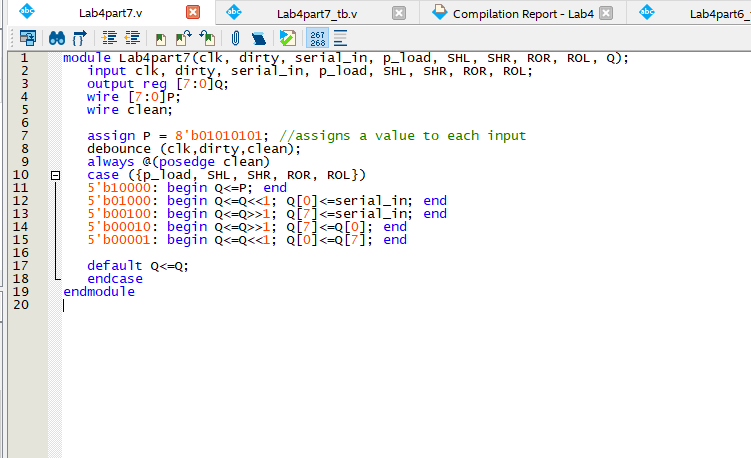 abc Lab4part7.v abc Lab4part7_tb.v Compilation Report - Lab4 abc Lab4part6_
267
268
1 module Lab4part7(clk, dirty, serial_in, p_load, SHL, SHR, ROR, ROL, Q);
2 input clk, dirty, serial_in, p_load, SHL, SHR, ROR, ROL;
3 output reg [7:0]Q;
4 wire [7:0]P;
5 wire clean;
6
7 assign P = 8'b01010101; //assigns a value to each input
8 debounce (clk,dirty,clean);
9 always @(posedge clean)
10 case ({p_load, SHL, SHR, ROR, ROL})
11 5'b10000: begin Q<=P; end
12 5'b01000: begin Q<=Q<<1; Q[0]<=serial_in; end
13 5'b00100: begin Q<=Q>>1; Q[7]<=serial_in; end
14 5'b00010: begin Q<=Q>>1; Q[7]<=Q[0]; end
15 5'b00001: begin Q<=Q<<1; Q[0]<=Q[7]; end
16
17 default Q<=Q;
18 endcase
19 endmodule
20